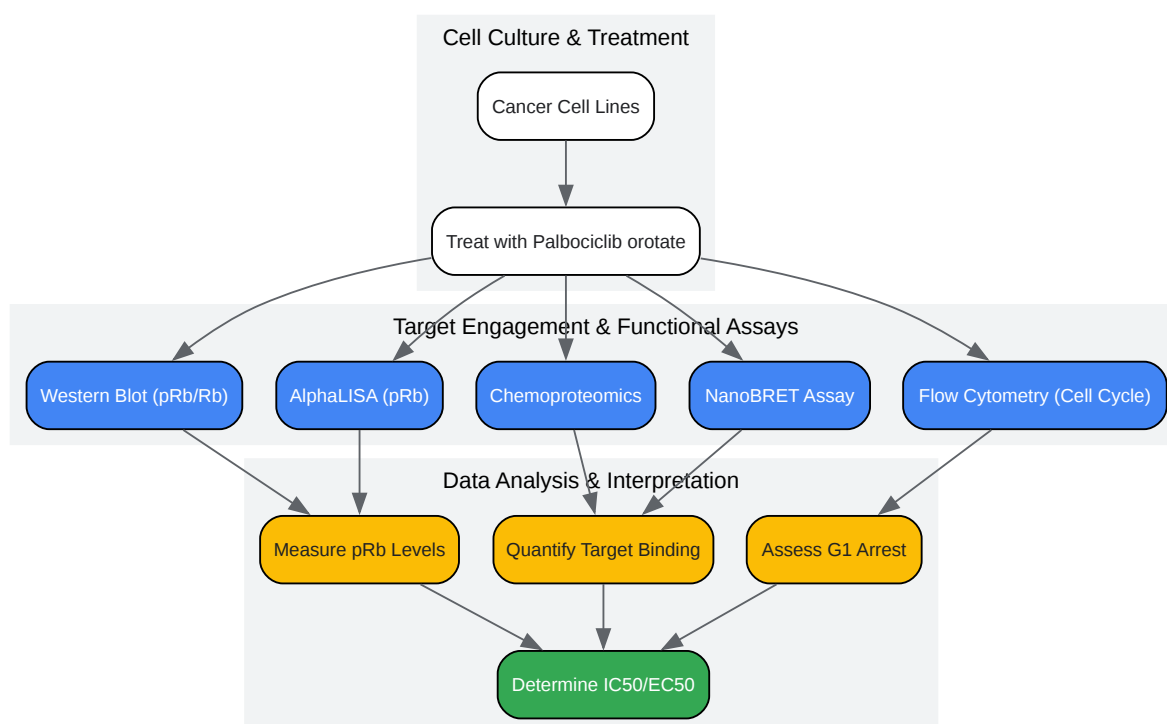 Cell Culture & Treatment
Cancer Cell Lines
Treat with Palbociclib orotate
Target Engagement & Functional Assays
Western Blot (pRb/Rb)
AlphaLISA (pRb)
Chemoproteomics
NanoBRET Assay
Flow Cytometry (Cell Cycle)
Data Analysis & Interpretation
Measure pRb Levels
Quantify Target Binding
Assess G1 Arrest
Determine IC50/EC50